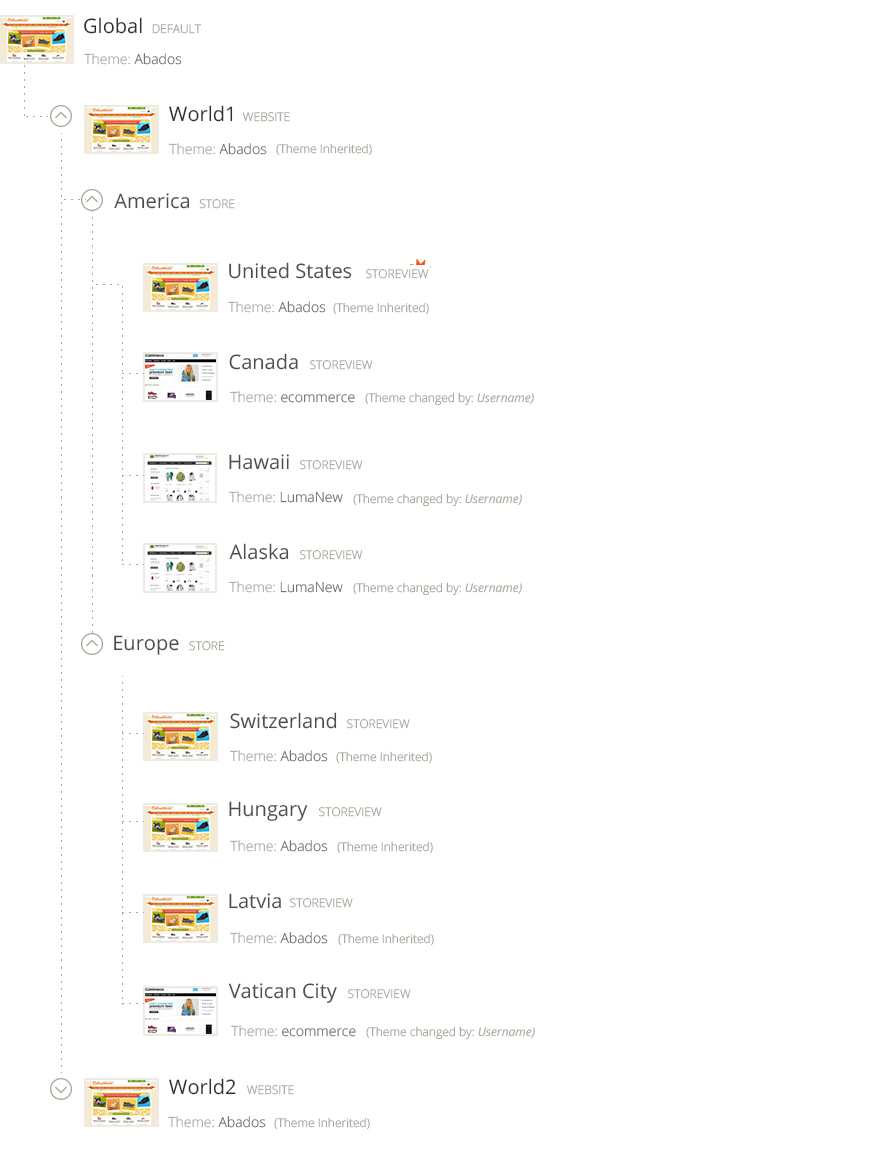 Global DEFAULT
Theme: Abados
World1 WEBSITE
Theme: Abados (Theme Inherited)
America STORE
United States STOREVIEW
Theme: Abados (Theme Inherited)
Canada STOREVIEW
Theme: ecommerce (Theme changed by: Username)
Hawaii STOREVIEW
Theme: LumaNew (Theme changed by: Username)
Alaska STOREVIEW
Theme: LumaNew (Theme changed by: Username)
Europe STORE
Switzerland STOREVIEW
Theme: Abados (Theme Inherited)
Hungary STOREVIEW
Theme: Abados (Theme Inherited)
Latvia STOREVIEW
Theme: Abados (Theme Inherited)
Vatican City STOREVIEW
Theme: ecommerce (Theme changed by: Username)
World2 WEBSITE
Theme: Abados (Theme Inherited)